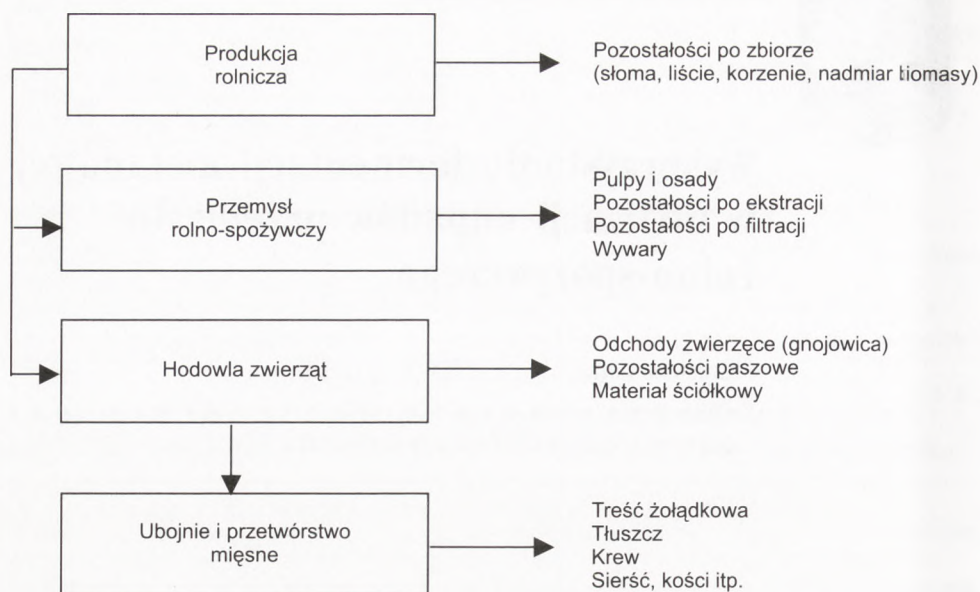 Produkcja
rolnicza
Pozostałości po zbiorze
(słoma, liście, korzenie, nadmiar biomasy)
Przemysł
rolno-spożywczy
Pulpy i osady
Pozostałości po ekstracji
Pozostałości po filtracji
Wywary
Hodowla zwierząt
Odchody zwierzęce (gnojowica)
Pozostałości paszowe
Materiał ściółkowy
Ubojnie i przetwórstwo
mięsne
Treść żołądkowa
Tłuszcz
Krew
Sierść, kości itp.